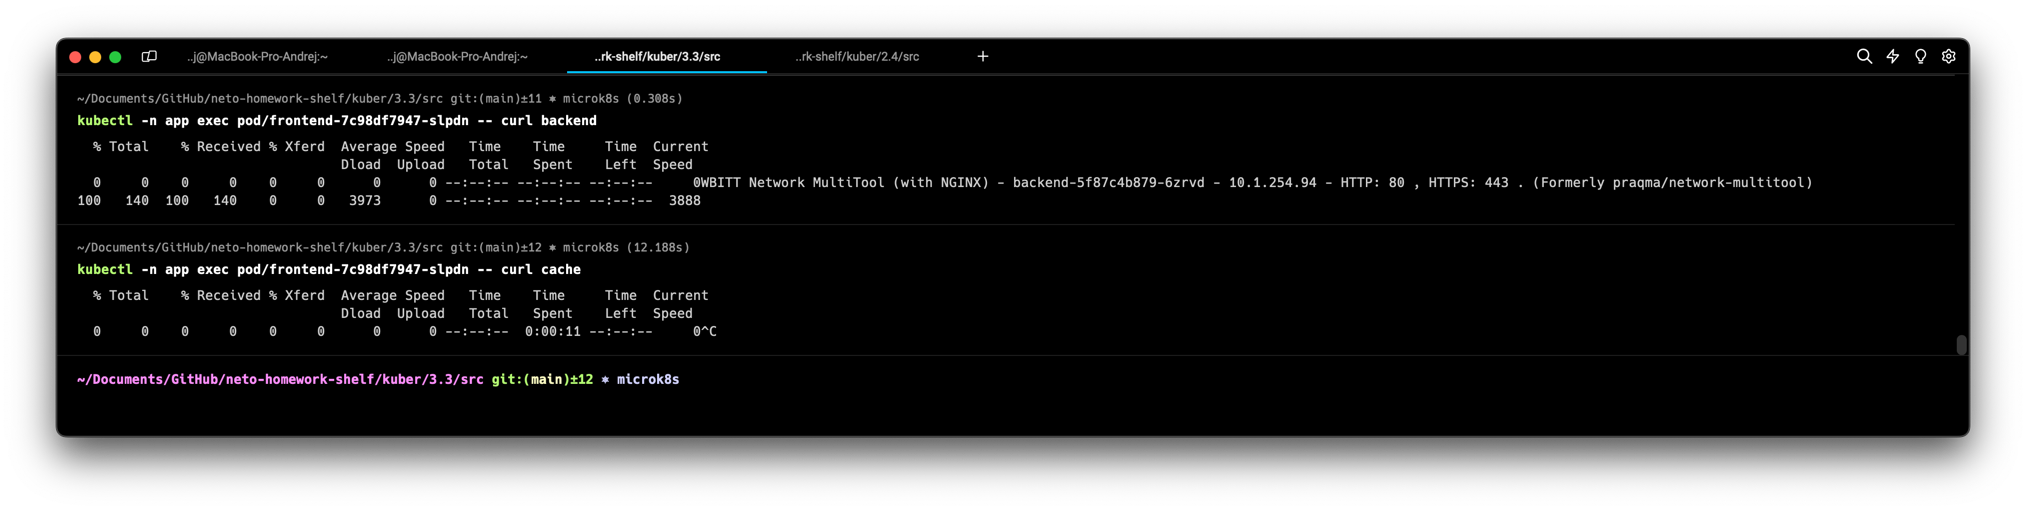 ..j@MacBook-Pro-Andrej:~ ..j@MacBook-Pro-Andrej:~ ..rk-shelf/kuber/3.3/src ..rk-shelf/kuber/2.4/src +
~/Documents/GitHub/neto-homework-shelf/kuber/3.3/src git:(main)±11 ⎈ microk8s (0.308s)
kubectl -n app exec pod/frontend-7c98df7947-slpdn -- curl backend
  % Total    % Received % Xferd  Average Speed   Time    Time     Time  Current
                                 Dload  Upload   Total   Spent    Left  Speed
  0     0    0     0    0     0      0      0 --:--:-- --:--:-- --:--:--     0WBITT Network MultiTool (with NGINX) - backend-5f87c4b879-6zrvd - 10.1.254.94 - HTTP: 80 , HTTPS: 443 . (Formerly praqma/network-multitool)
100   140  100   140    0     0   3973      0 --:--:-- --:--:-- --:--:--  3888
~/Documents/GitHub/neto-homework-shelf/kuber/3.3/src git:(main)±12 ⎈ microk8s (12.188s)
kubectl -n app exec pod/frontend-7c98df7947-slpdn -- curl cache
  % Total    % Received % Xferd  Average Speed   Time    Time     Time  Current
                                 Dload  Upload   Total   Spent    Left  Speed
  0     0    0     0    0     0      0      0 --:--:--  0:00:11 --:--:--     0^C
~/Documents/GitHub/neto-homework-shelf/kuber/3.3/src git:(main)±12 ⎈ microk8s